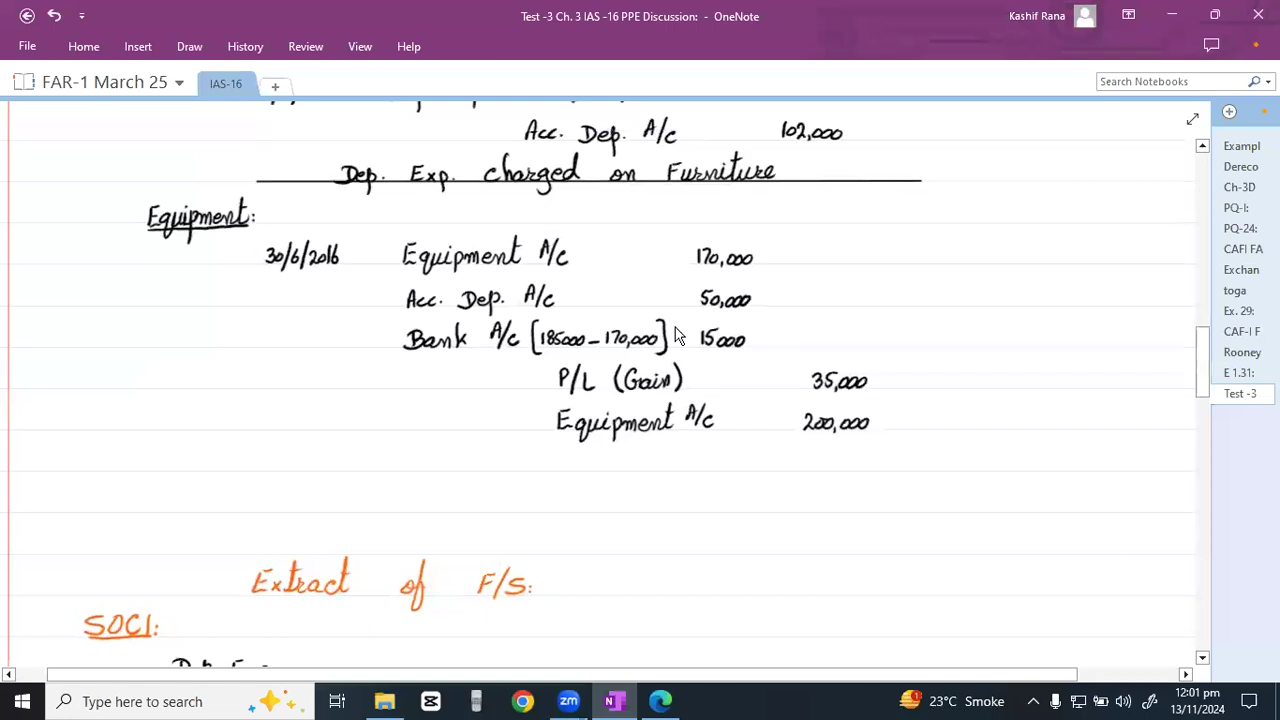 Test -3 Ch. 3 IAS -16 PPE Discussion: - OneNote
Kashif Rana
File Home Insert Draw History Review View Help
FAR-1 March 25
IAS-16
Search Notebooks
Acc. Dep. A/c 102,000
Dep. Exp. charged on Furniture
Equipment:
30/6/2016 Equipment A/c 170,000
Acc. Dep. A/c 50,000
Bank A/c [185000 - 170,000] 15000
P/L (Gain) 35,000
Equipment A/c 200,000
Extract of F/S:
SOCI:
Exampl
Dereco
Ch-3D
PQ-I:
PQ-24:
CAFI FA
Exchan
toga
Ex. 29:
CAF-I F
Rooney
E 1.31:
Test -3
Type here to search
zm
23°C Smoke
12:01 pm
13/11/2024